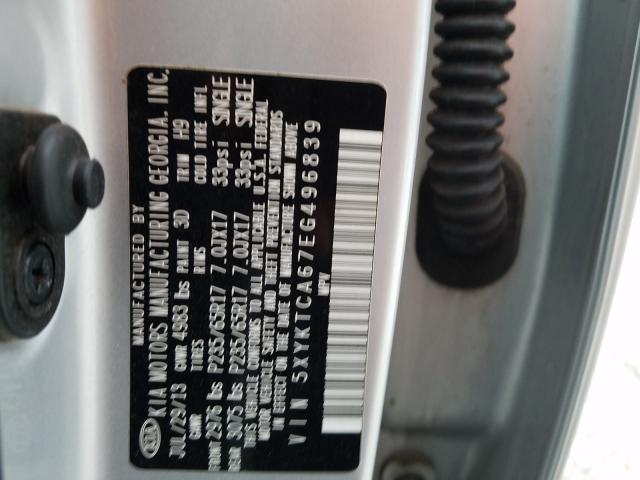 MANUFACTURED BY
KIA KIA MOTORS MANUFACTURING GEORGIA. INC.
JUL/29/13 GVWR 4983 lbs PAINT 3D TRIM H9
GAWR TIRES RIMS COLD TIRE INFL
FRONT 2976 lbs P235/65R17 7.0JX17 33psi SINGLE
REAR 3075 lbs P235/65R17 7.0JX17 33psi SINGLE
THIS VEHICLE CONFORMS TO ALL APPLICABLE U.S.A. FEDERAL
MOTOR VEHICLE SAFETY AND THEFT PREVENTION STANDARDS
IN EFFECT ON THE DATE OF MANUFACTURE SHOWN ABOVE
VIN 5XYKTCA67EG496839
MPV